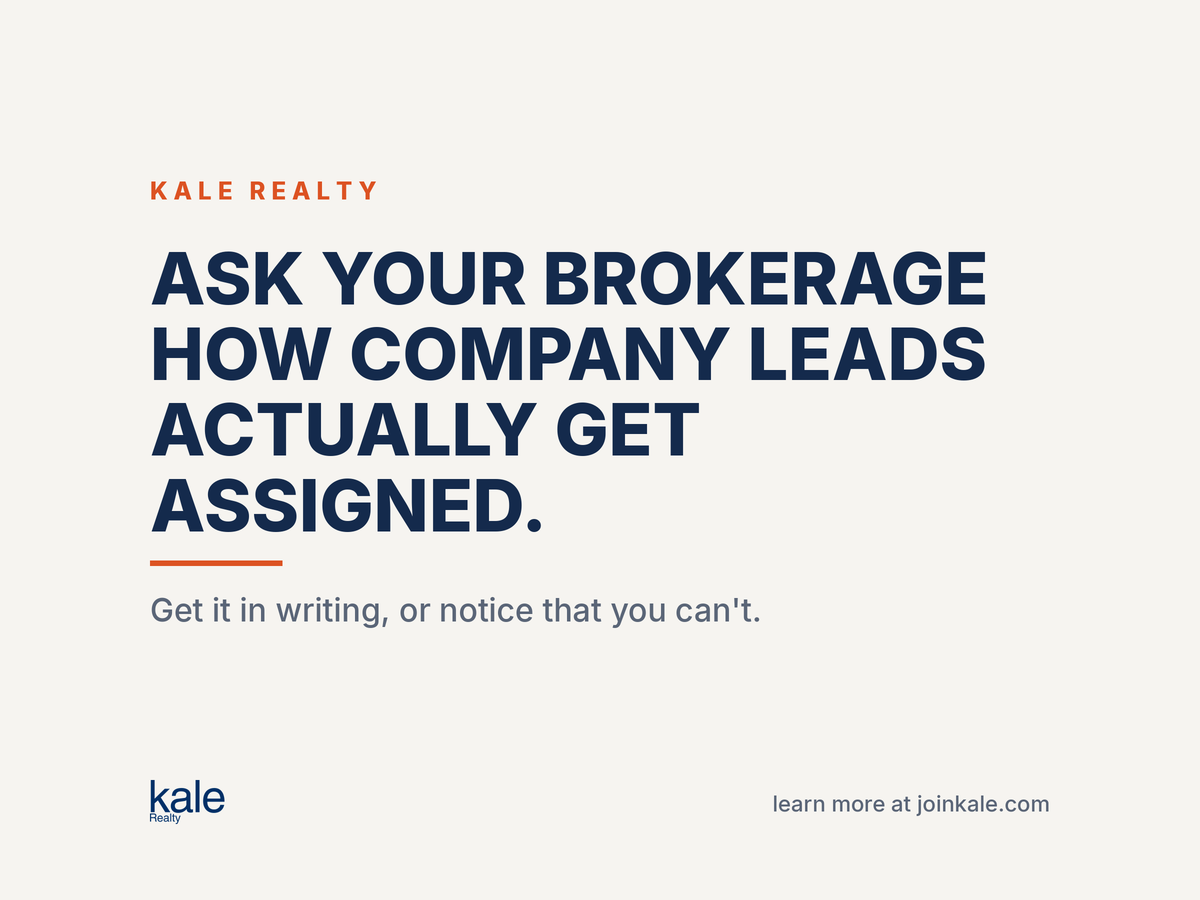 KALE REALTY
ASK YOUR BROKERAGE
HOW COMPANY LEADS
ACTUALLY GET
ASSIGNED.
Get it in writing, or notice that you can't.
kale
Realty
learn more at joinkale.com